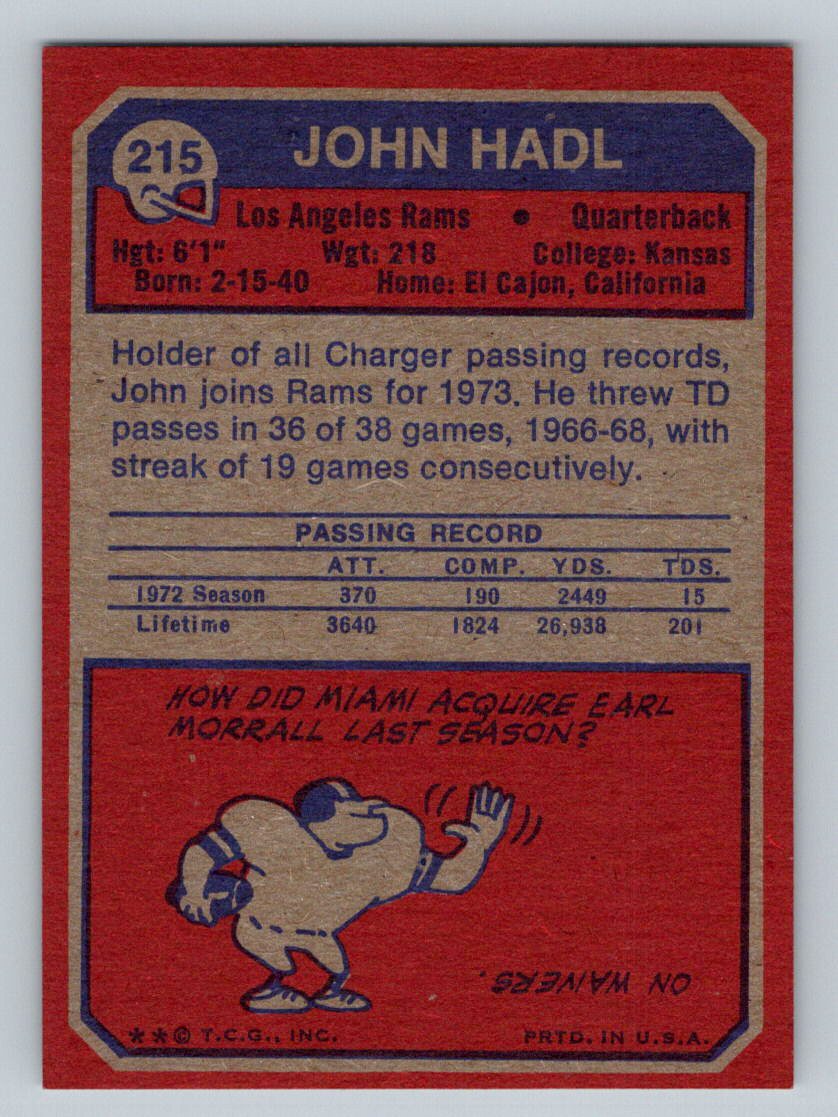 215
JOHN HADL
Los Angeles Rams • Quarterback
Hgt: 6'1" Wgt: 218 College: Kansas
Born: 2-15-40 Home: El Cajon, California
Holder of all Charger passing records,
John joins Rams for 1973. He threw TD
passes in 36 of 38 games, 1966-68, with
streak of 19 games consecutively.
PASSING RECORD
ATT. COMP. YDS. TDS.
1972 Season 370 190 2449 15
Lifetime 3640 1824 26,938 201
HOW DID MIAMI ACQUIRE EARL
MORRALL LAST SEASON?
ON WAIVERS.
**© T.C.G., INC. PRTD. IN U.S.A.